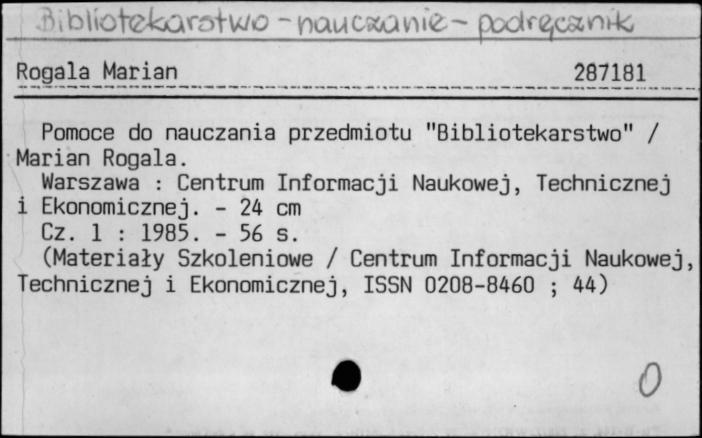 Bibliotekarstwo - nauczanie - podręcznik
Rogala Marian 287181
Pomoce do nauczania przedmiotu "Bibliotekarstwo" /
Marian Rogala.
Warszawa : Centrum Informacji Naukowej, Technicznej
i Ekonomicznej. - 24 cm
Cz. 1 : 1985. - 56 s.
(Materiały Szkoleniowe / Centrum Informacji Naukowej,
Technicznej i Ekonomicznej, ISSN 0208-8460 ; 44)
0